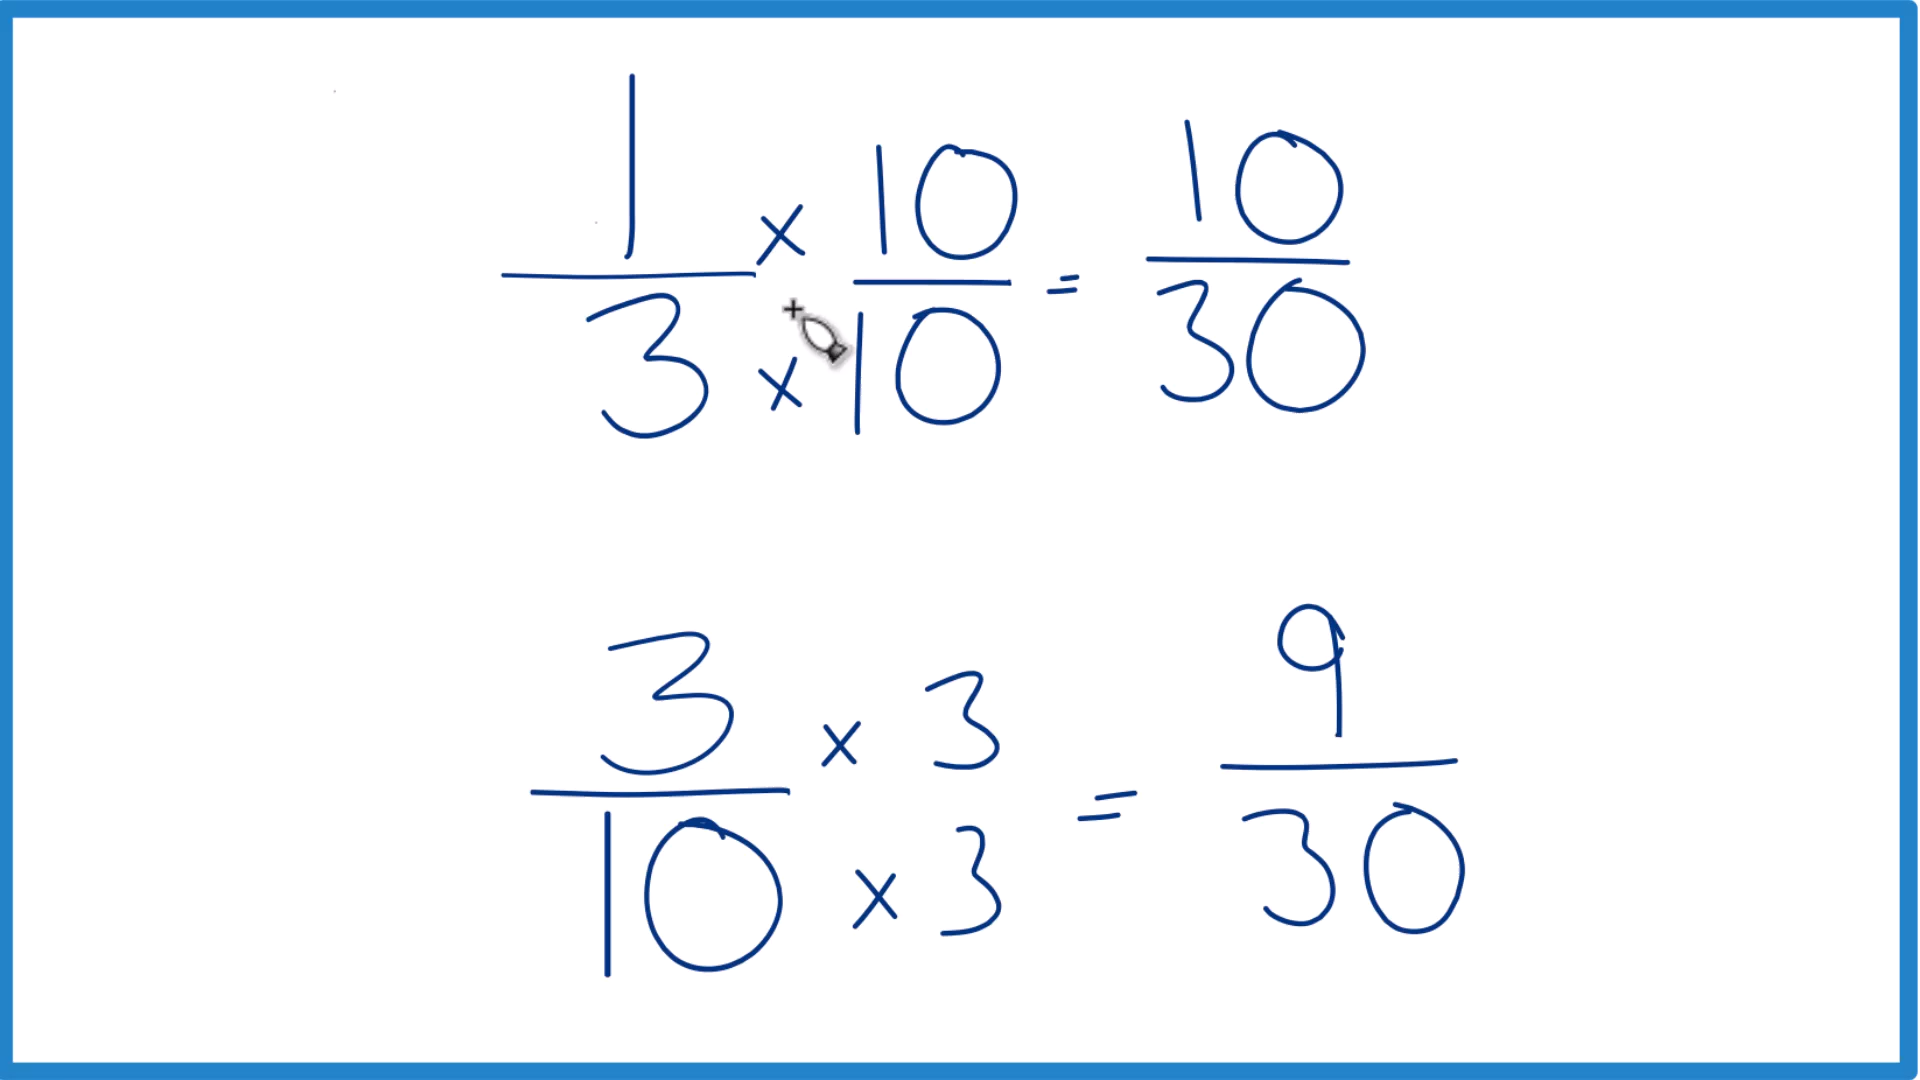 1/3 × 10/× 10 = 10/30
3/10 × 3/× 3 = 9/30